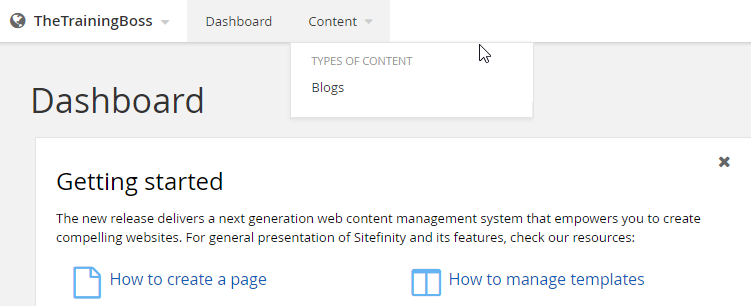 TheTrainingBoss Dashboard Content
TYPES OF CONTENT
Blogs
Dashboard
Getting started
The new release delivers a next generation web content management system that empowers you to create
compelling websites. For general presentation of Sitefinity and its features, check our resources:
How to create a page How to manage templates